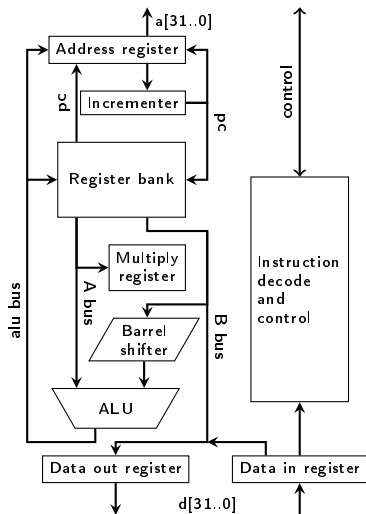 a[31..0]
Address register
control
Incrementer
pc
pc
Register bank
Multiply
register
Instruction
decode
and
control
A bus
alu bus
B bus
Barrel
shifter
ALU
Data out register
Data in register
d[31..0]